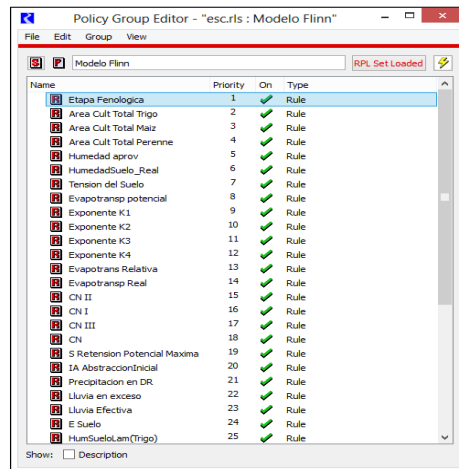 Policy Group Editor - "esc.rls : Modelo Flinn"
File Edit Group View
S P Modelo Flinn RPL Set Loaded
Name Priority On Type
R Etapa Fenologica 1 Rule
R Area Cult Total Trigo 2 Rule
R Area Cult Total Maiz 3 Rule
R Area Cult Total Perenne 4 Rule
R Humedad aprov 5 Rule
R HumedadSuelo_Real 6 Rule
R Tension del Suelo 7 Rule
R Evapotransp potencial 8 Rule
R Exponente K1 9 Rule
R Exponente K2 10 Rule
R Exponente K3 11 Rule
R Exponente K4 12 Rule
R Evapotrans Relativa 13 Rule
R Evapotransp Real 14 Rule
R CN II 15 Rule
R CN I 16 Rule
R CN III 17 Rule
R CN 18 Rule
R S Retension Potencial Maxima 19 Rule
R IA AbstraccionInicial 20 Rule
R Precipitacion en DR 21 Rule
R Lluvia en exceso 22 Rule
R Lluvia Efectiva 23 Rule
R E Suelo 24 Rule
R HumSueloLam(Trigo) 25 Rule
Show: Description